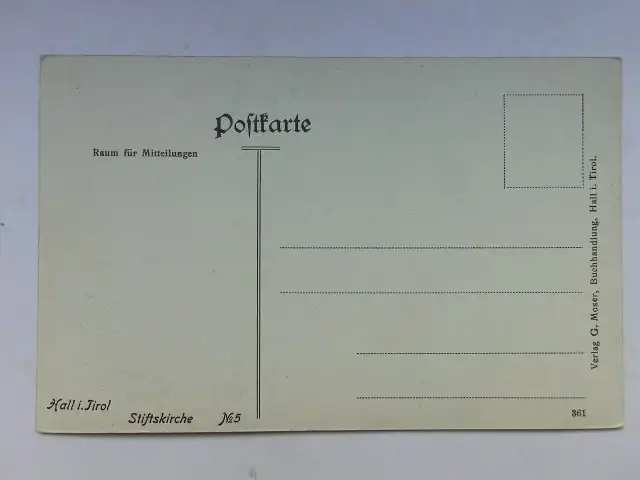 Poſtkarte
Raum für Mitteilungen
Verlag G. Moser, Buchhandlung, Hall i. Tirol.
Hall i. Tirol
Stiftskirche №5
361